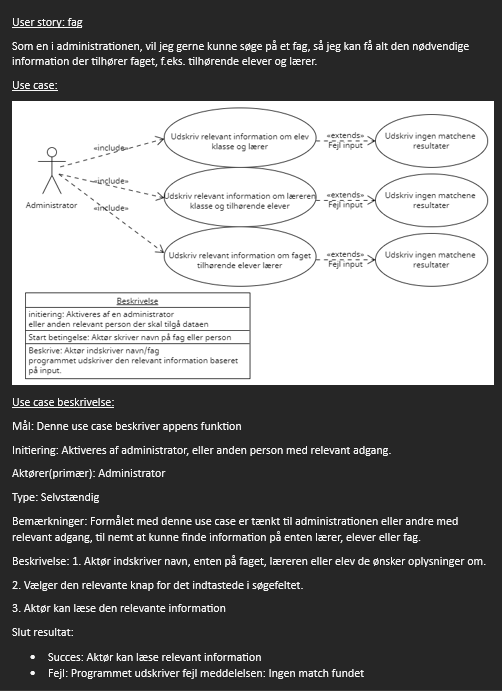 User story: fag
Som en i administrationen, vil jeg gerne kunne søge på et fag, så jeg kan få alt den nødvendige
information der tilhører faget, f.eks. tilhørende elever og lærer.
Use case:
«include»
«include»
«include»
Administrator
Udskriv relevant information om elev
klasse og lærer
«extends»
Fejl input
Udskriv ingen matchene
resultater
Udskriv relevant information om læreren
klasse og tilhørende elever
«extends»
Fejl input
Udskriv ingen matchene
resultater
Udskriv relevant information om faget
tilhørende elever lærer
«extends»
Fejl input
Udskriv ingen matchene
resultater
Beskrivelse
initiering: Aktiveres af en administrator
eller anden relevant person der skal tilgå dataen
Start betingelse: Aktør skriver navn på fag eller person
Beskrive: Aktør indskriver navn/fag
programmet udskriver den relevant information baseret
på input.
Use case beskrivelse:
Mål: Denne use case beskriver appens funktion
Initiering: Aktiveres af administrator, eller anden person med relevant adgang.
Aktører(primær): Administrator
Type: Selvstændig
Bemærkninger: Formålet med denne use case er tænkt til administrationen eller andre med
relevant adgang, til nemt at kunne finde information på enten lærer, elever eller fag.
Beskrivelse: 1. Aktør indskriver navn, enten på faget, læreren eller elev de ønsker oplysninger om.
2. Vælger den relevante knap for det indtastede i søgefeltet.
3. Aktør kan læse den relevante information
Slut resultat:
• Succes: Aktør kan læse relevant information
• Fejl: Programmet udskriver fejl meddelelsen: Ingen match fundet